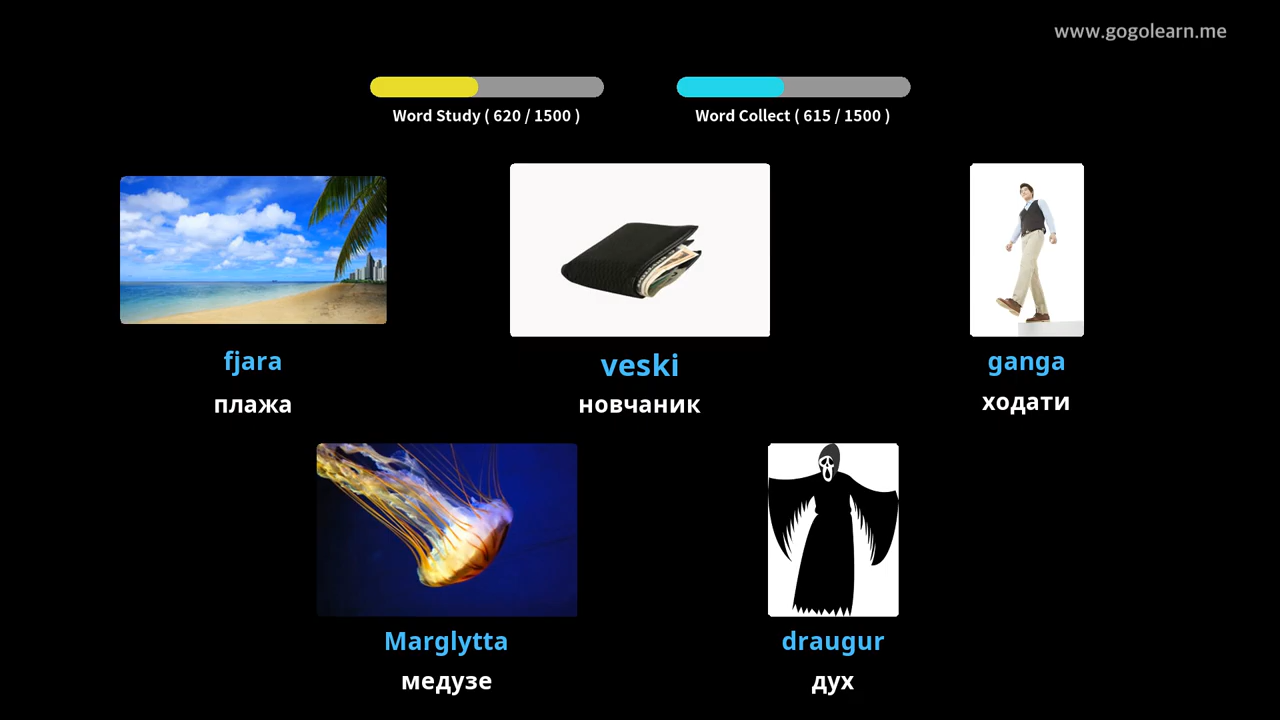 www.gogolearn.me
Word Study ( 620 / 1500 )
Word Collect ( 615 / 1500 )
fjara
плажа
veski
новчаник
ganga
ходати
Marglytta
медузе
draugur
дух